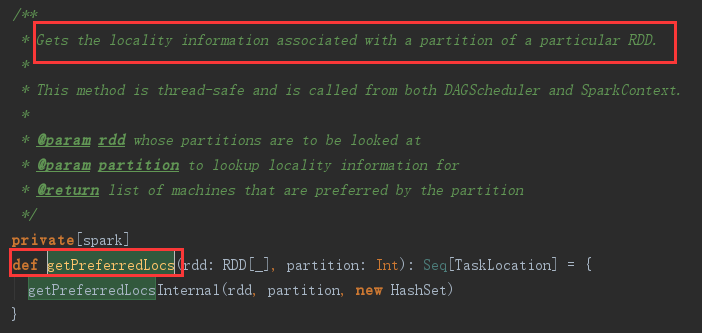 /**
* Gets the locality information associated with a partition of a particular RDD.
*
* This method is thread-safe and is called from both DAGScheduler and SparkContext.
*
* @param rdd whose partitions are to be looked at
* @param partition to lookup locality information for
* @return list of machines that are preferred by the partition
*/
private[spark]
def getPreferredLocs(rdd: RDD[_], partition: Int): Seq[TaskLocation] = {
getPreferredLocsInternal(rdd, partition, new HashSet)
}